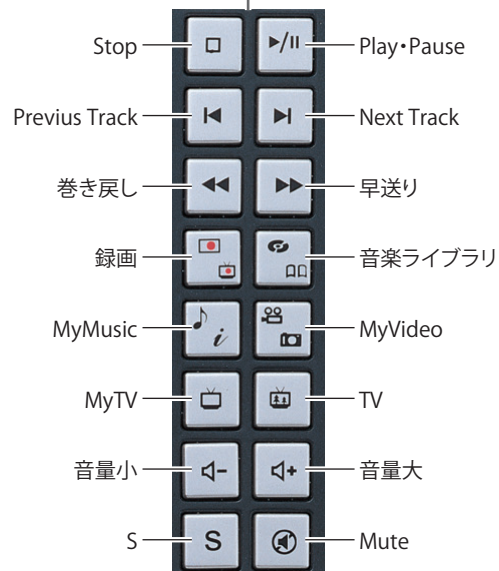 Stop Play・Pause
Previus Track Next Track
巻き戻し 早送り
録画 音楽ライブラリ
MyMusic MyVideo
MyTV TV
音量小 音量大
S S Mute